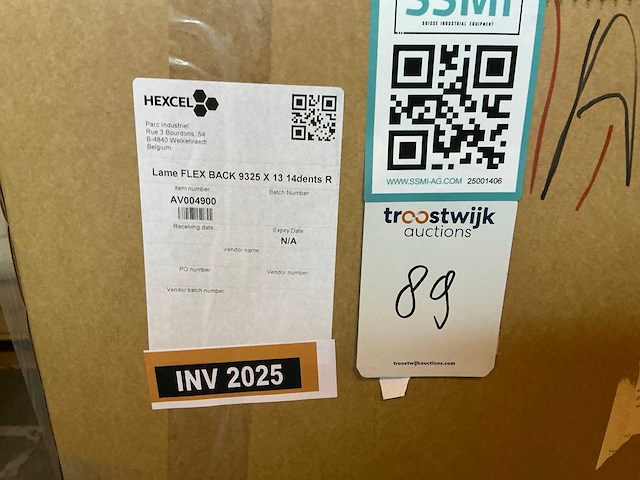 HEXCEL
Parc Industriel
Rue 3 Bourdons, 54
B-4840 Welkenraedt
Belgium
Lame FLEX BACK 9325 X 13 14dents R
Item number
Batch Number
AV004900
Receiving date
Expiry Date
N/A
Vendor name
PO number
Vendor number
Vendor batch number
INV 2025
SSMI
SUISSE INDUSTRIAL EQUIPMENT
WWW.SSMI-AG.COM 25001406
troostwijk
auctions
89
troostwijkauctions.com